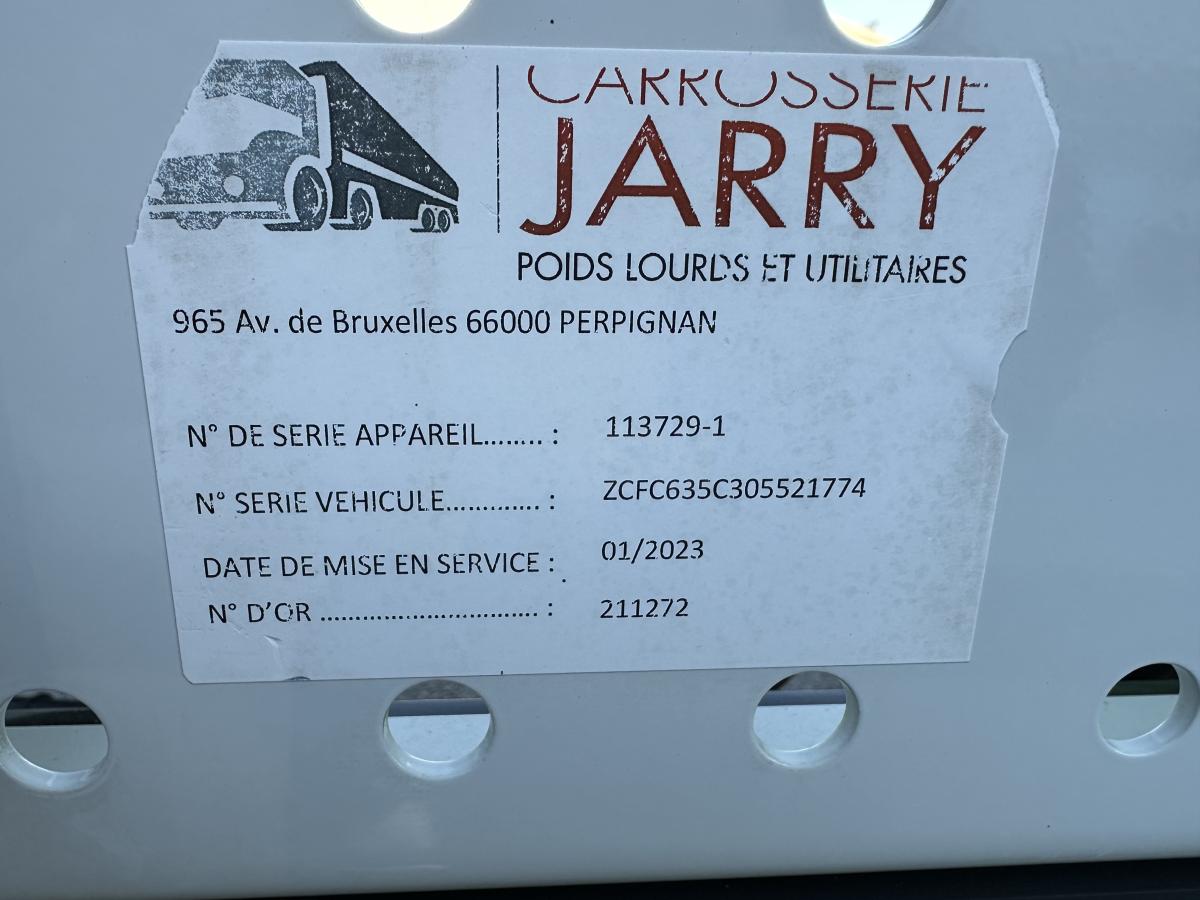 CARROSSERIE
JARRY
POIDS LOURDS ET UTILITAIRES
965 Av. de Bruxelles 66000 PERPIGNAN
N° DE SERIE APPAREIL........ : 113729-1
N° SERIE VEHICULE............. : ZCFC635C305521774
DATE DE MISE EN SERVICE : 01/2023
N° D'OR ............................... : 211272